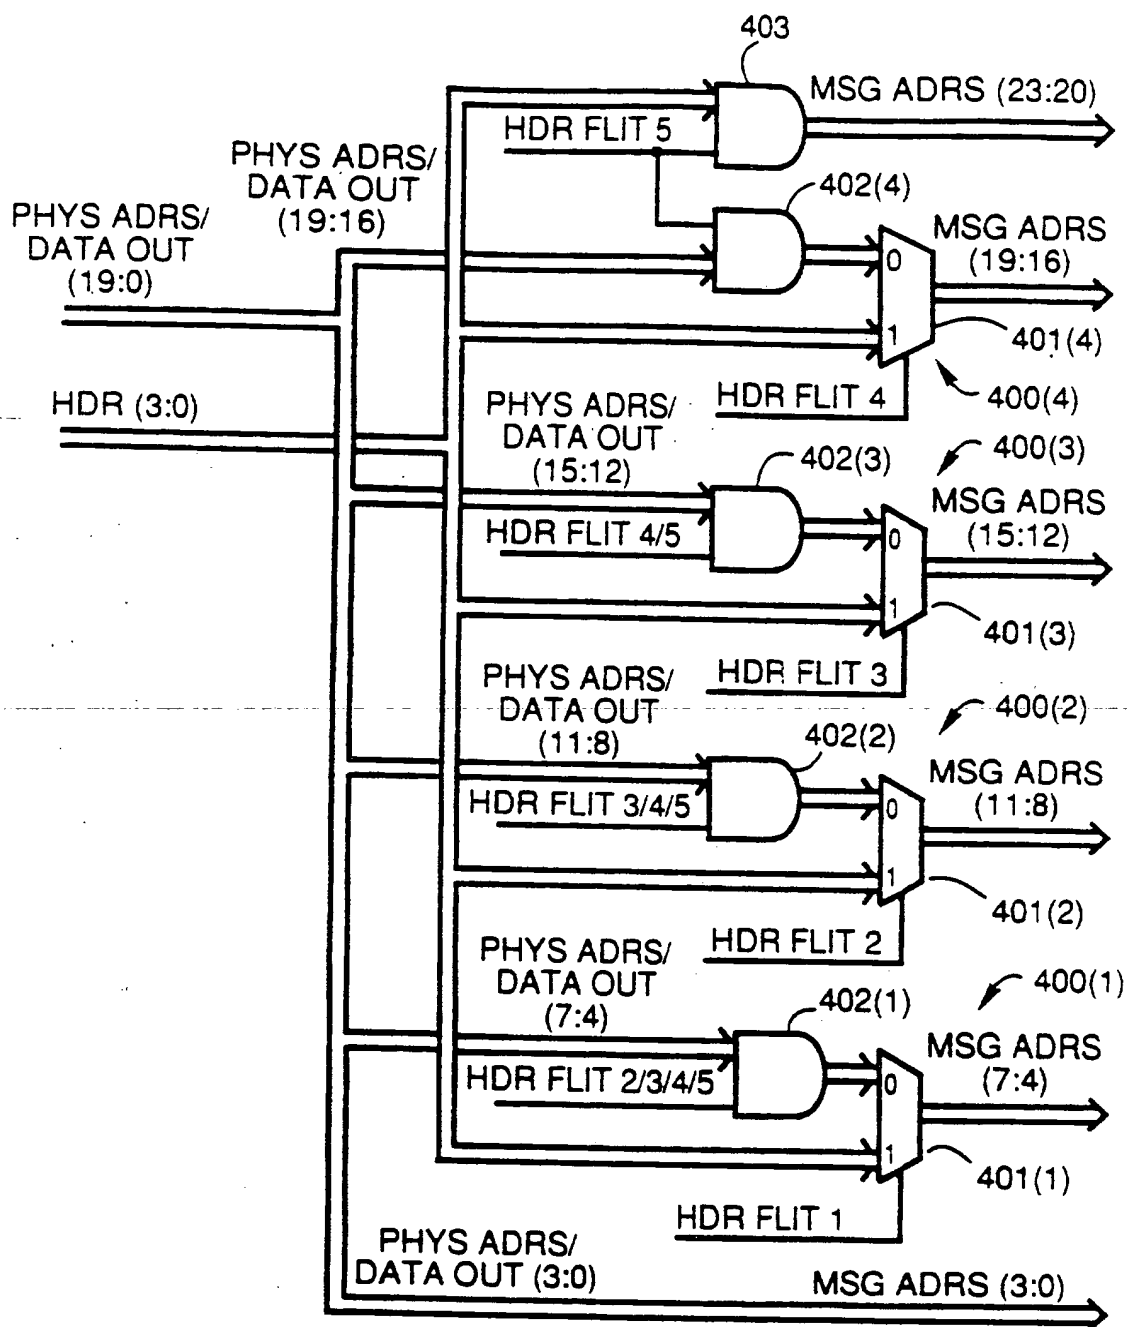 403
MSG ADRS (23:20)
HDR FLIT 5
PHYS ADRS/
DATA OUT
(19:16)
402(4)
PHYS ADRS/
DATA OUT
(19:0)
MSG ADRS
(19:16)
0
1
401(4)
HDR (3:0)
HDR FLIT 4
400(4)
PHYS ADRS/
DATA OUT
(15:12)
402(3)
400(3)
MSG ADRS
(15:12)
HDR FLIT 4/5
0
1
401(3)
HDR FLIT 3
PHYS ADRS/
DATA OUT
(11:8)
402(2)
400(2)
MSG ADRS
(11:8)
HDR FLIT 3/4/5
0
1
401(2)
HDR FLIT 2
PHYS ADRS/
DATA OUT
(7:4)
402(1)
400(1)
MSG ADRS
(7:4)
HDR FLIT 2/3/4/5
0
1
401(1)
HDR FLIT 1
PHYS ADRS/
DATA OUT (3:0)
MSG ADRS (3:0)